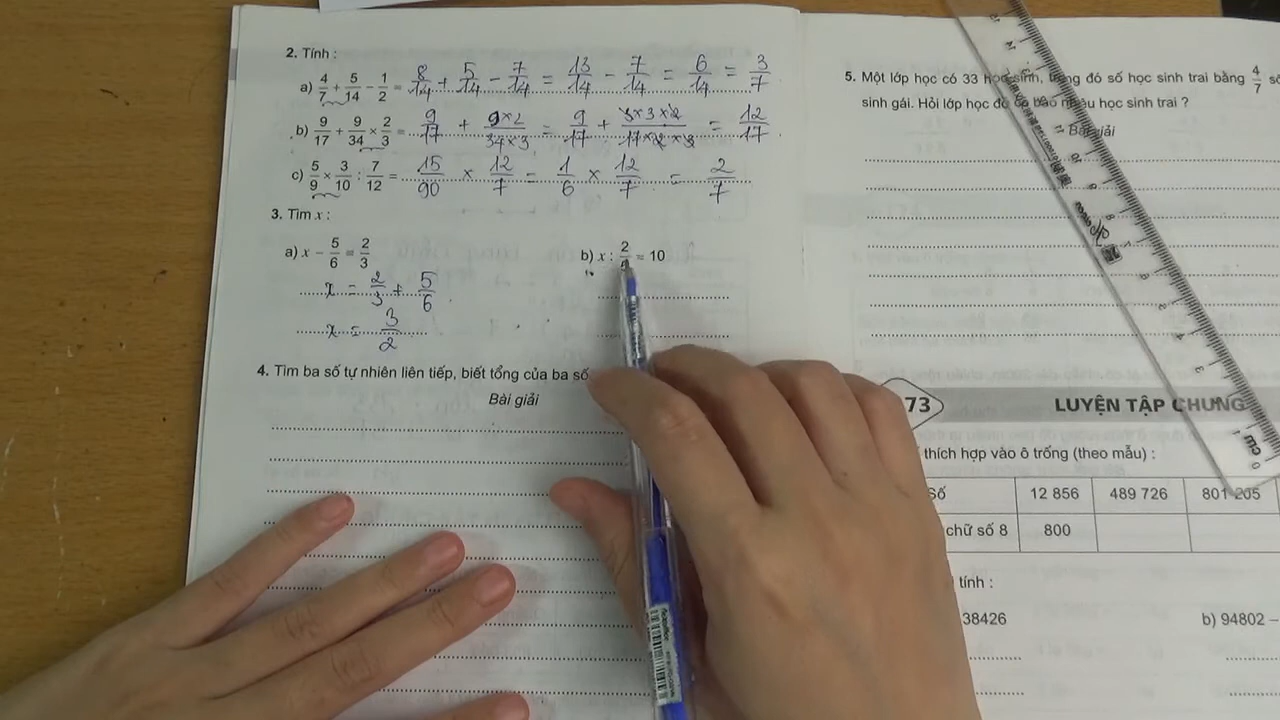 2. Tính :
a) 4/7 + 5/14 − 1/2 = 8/14 + 5/14 − 7/14 = 13/14 − 7/14 = 6/14 = 3/7
b) 9/17 + 9/34 × 2/3 = 9/17 + 9×2/34×3 = 9/17 + 3×3×2/17×2×3 = 12/17
c) 5/9 × 3/10 : 7/12 = 15/90 × 12/7 = 1/6 × 12/7 = 2/7
3. Tìm x :
a) x − 5/6 = 2/3
x = 2/3 + 5/6
x = 3/2
b) x : 2 = 10
4. Tìm ba số tự nhiên liên tiếp, biết tổng của ba số
Bài giải
5. Một lớp học có 33 học sinh, trong đó số học sinh trai bằng 4/7 số
sinh gái. Hỏi lớp học đó có bao nhiêu học sinh trai ?
Bài giải
73 LUYỆN TẬP CHUNG
thích hợp vào ô trống (theo mẫu) :
Số 12 856 489 726 801 205
chữ số 8 800
tính :
38426 b) 94802 −